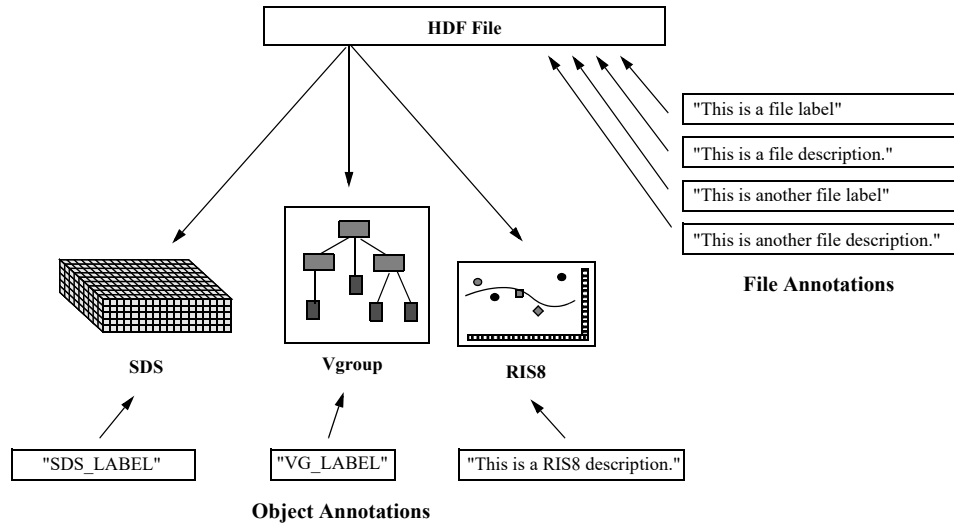 HDF File
"This is a file label"
"This is a file description."
"This is another file label"
"This is another file description."
File Annotations
SDS
Vgroup
RIS8
"SDS_LABEL"
"VG_LABEL"
"This is a RIS8 description."
Object Annotations